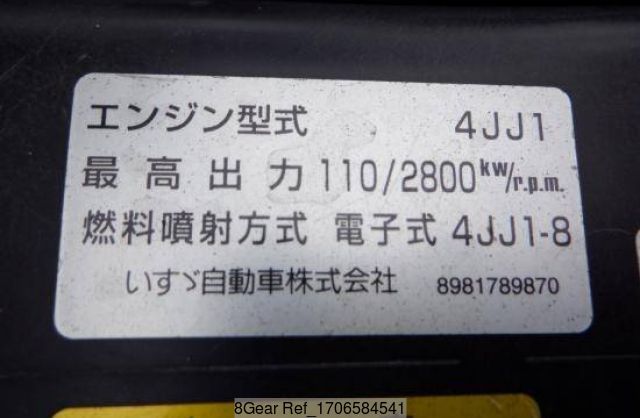 エンジン型式 4JJ1
最高出力 110/2800 kw/r.p.m.
燃料噴射方式 電子式 4JJ1-8
いすゞ自動車株式会社 8981789870
8Gear Ref_1706584541